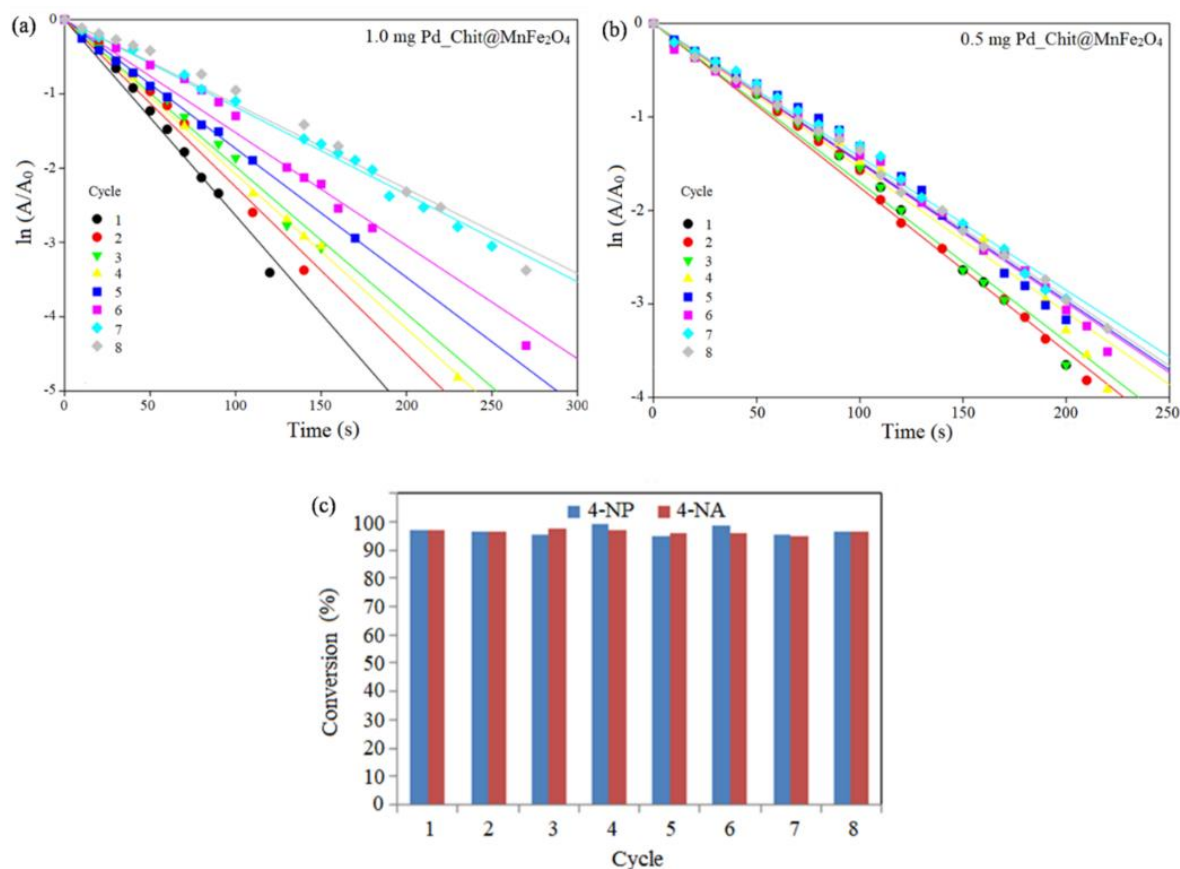 (a)
1.0 mg Pd_Chit@MnFe₂O₄
0
-1
-2
-3
-4
-5
ln (A/A₀)
Cycle
1
2
3
4
5
6
7
8
0 50 100 150 200 250 300
Time (s)
(b)
0.5 mg Pd_Chit@MnFe₂O₄
0
-1
-2
-3
-4
ln (A/A₀)
Cycle
1
2
3
4
5
6
7
8
0 50 100 150 200 250
Time (s)
(c)
4-NP 4-NA
100
90
80
70
60
50
40
30
20
10
0
Conversion (%)
1 2 3 4 5 6 7 8
Cycle